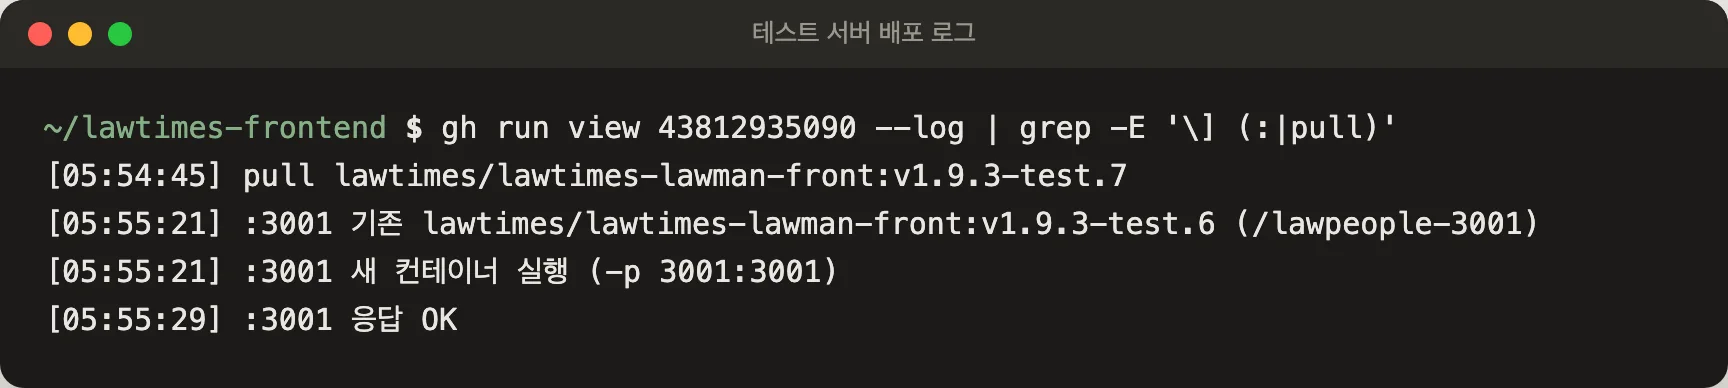 테스트 서버 배포 로그
~/lawtimes-frontend $ gh run view 43812935090 --log | grep -E '\] (:|pull)'
[05:54:45] pull lawtimes/lawtimes-lawman-front:v1.9.3-test.7
[05:55:21] :3001 기존 lawtimes/lawtimes-lawman-front:v1.9.3-test.6 (/lawpeople-3001)
[05:55:21] :3001 새 컨테이너 실행 (-p 3001:3001)
[05:55:29] :3001 응답 OK